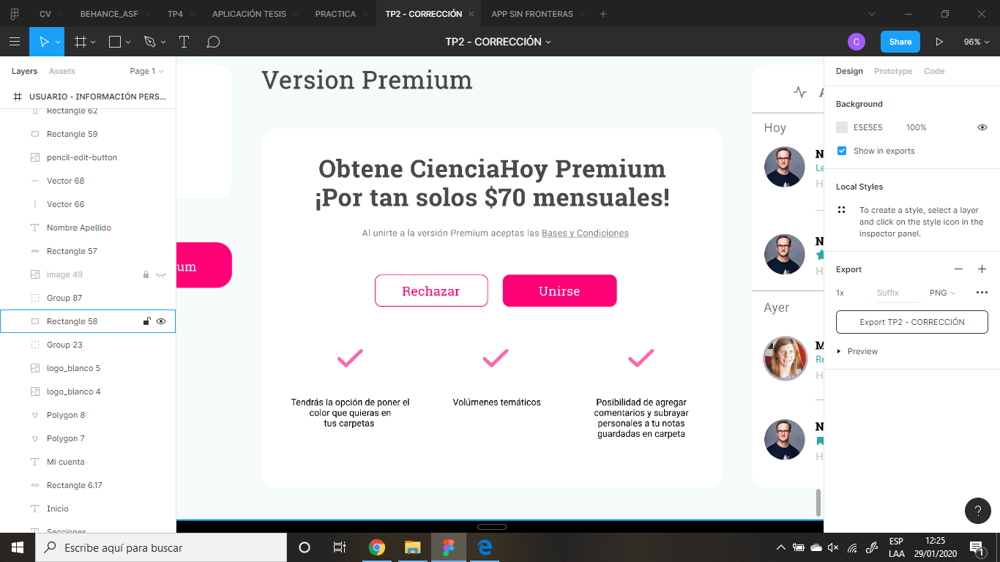 CV
BEHANCE_ASF
TP4
APLICACIÓN TESIS
PRACTICA
TP2 - CORRECCIÓN
APP SIN FRONTERAS
TP2 - CORRECCIÓN
C
Share
96%
Layers
Assets
Page 1
USUARIO - INFORMACIÓN PERS...
Rectangle 62
Rectangle 59
pencil-edit-button
Vector 68
Vector 66
Nombre Apellido
Rectangle 57
image 49
Group 87
Rectangle 58
Group 23
logo_blanco 5
logo_blanco 4
Polygon 8
Polygon 7
Mi cuenta
Rectangle 6.17
Inicio
Secciones
um
Version Premium
Obtene CienciaHoy Premium
¡Por tan solos $70 mensuales!
Al unirte a la versión Premium aceptas las Bases y Condiciones
Rechazar
Unirse
Tendrás la opción de poner el
color que quieras en
tus carpetas
Volúmenes temáticos
Posibilidad de agregar
comentarios y subrayar
personales a tu notas
guardadas en carpeta
A
Hoy
N
Le
H
N
H
Ayer
M
Re
H
N
H
Design
Prototype
Code
Background
E5E5E5
100%
Show in exports
Local Styles
To create a style, select a layer
and click on the style icon in the
inspector panel.
Export
1x
Suffix
PNG
Export TP2 - CORRECCIÓN
Preview
?
Escribe aquí para buscar
ESP
LAA
12:25
29/01/2020
1